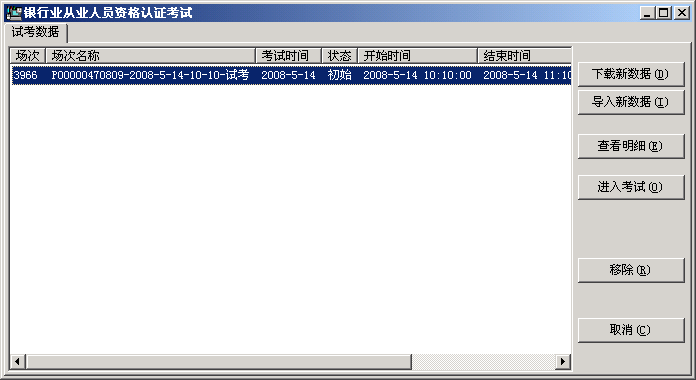 银行业从业人员资格认证考试
试考数据
场次 场次名称 考试时间 状态 开始时间 结束时间
3966 P00000470809-2008-5-14-10-10-试考 2008-5-14 初始 2008-5-14 10:10:00 2008-5-14 11:10
下载新数据(D)
导入新数据(I)
查看明细(E)
进入考试(O)
移除(R)
取消(C)